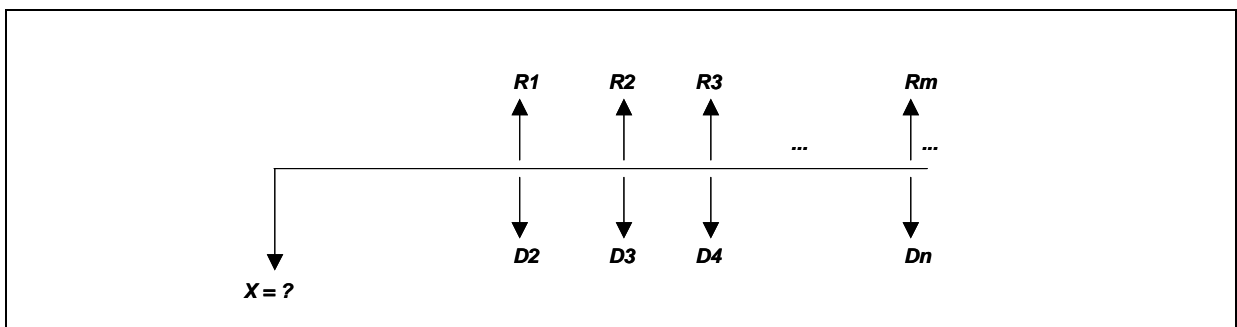 R1 R2 R3 Rm
... ...
D2 D3 D4 Dn
X = ?